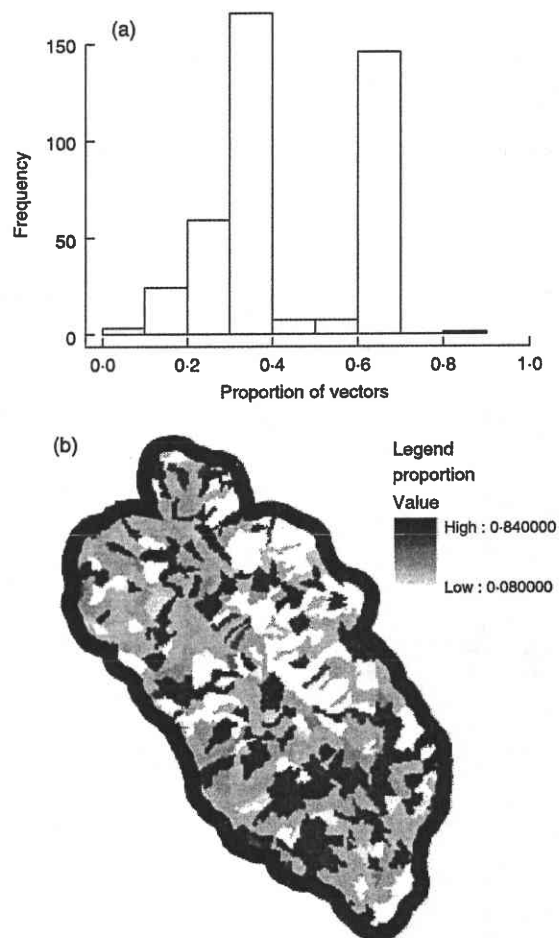 (a)
150
100
50
0
Frequency
0·0 0·2 0·4 0·6 0·8 1·0
Proportion of vectors
(b)
Legend
proportion
Value
High : 0·840000
Low : 0·080000